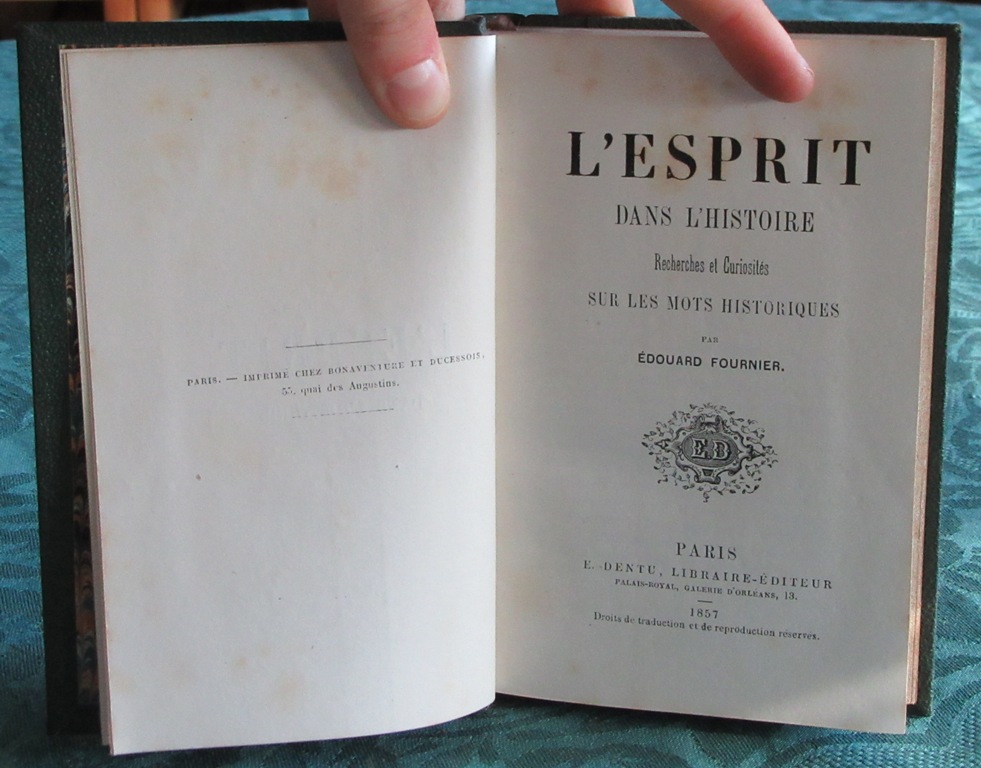 PARIS. — IMPRIMÉ CHEZ BONAVENTURE ET DUCESSOIS,
55, quai des Augustins.
L'ESPRIT
DANS L'HISTOIRE
Recherches et Curiosités
SUR LES MOTS HISTORIQUES
PAR
ÉDOUARD FOURNIER.
ED
PARIS
E. DENTU, LIBRAIRE-ÉDITEUR
PALAIS-ROYAL, GALERIE D'ORLÉANS, 13.
1857
Droits de traduction et de reproduction réservés.